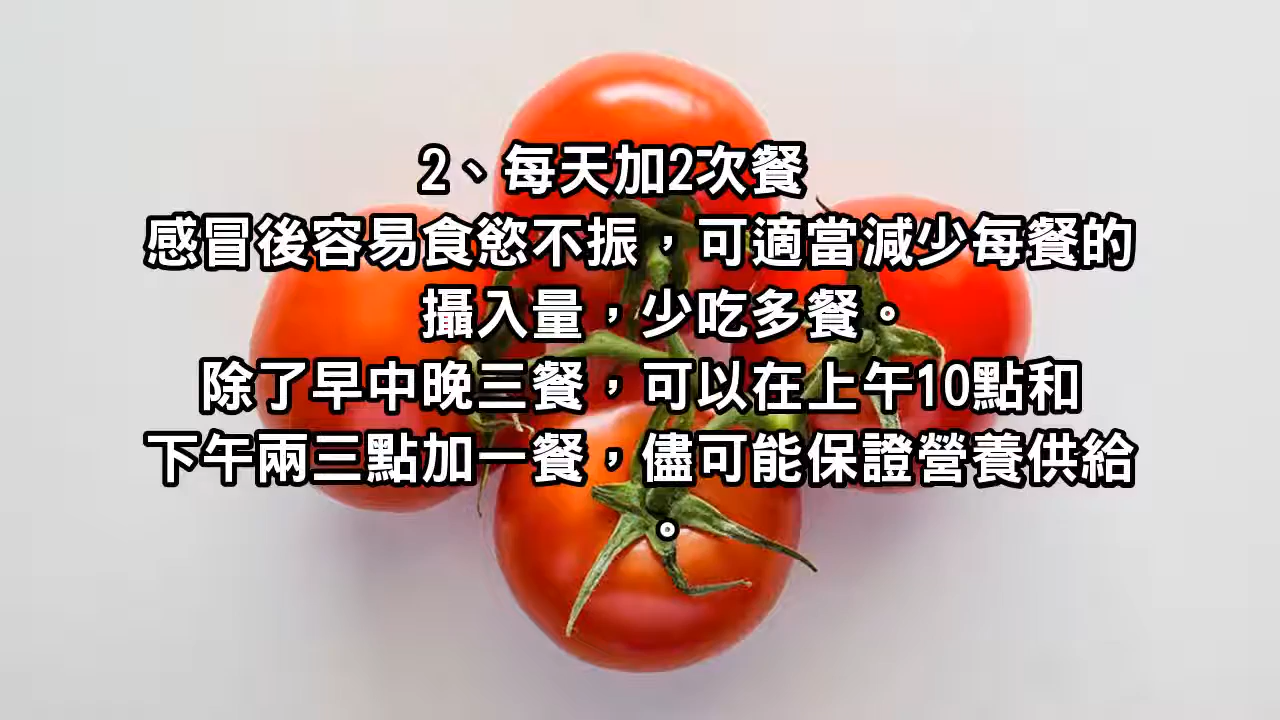 2、每天加2次餐
感冒後容易食慾不振，可適當減少每餐的
攝入量，少吃多餐。
除了早中晚三餐，可以在上午10點和
下午兩三點加一餐，儘可能保證營養供給
。